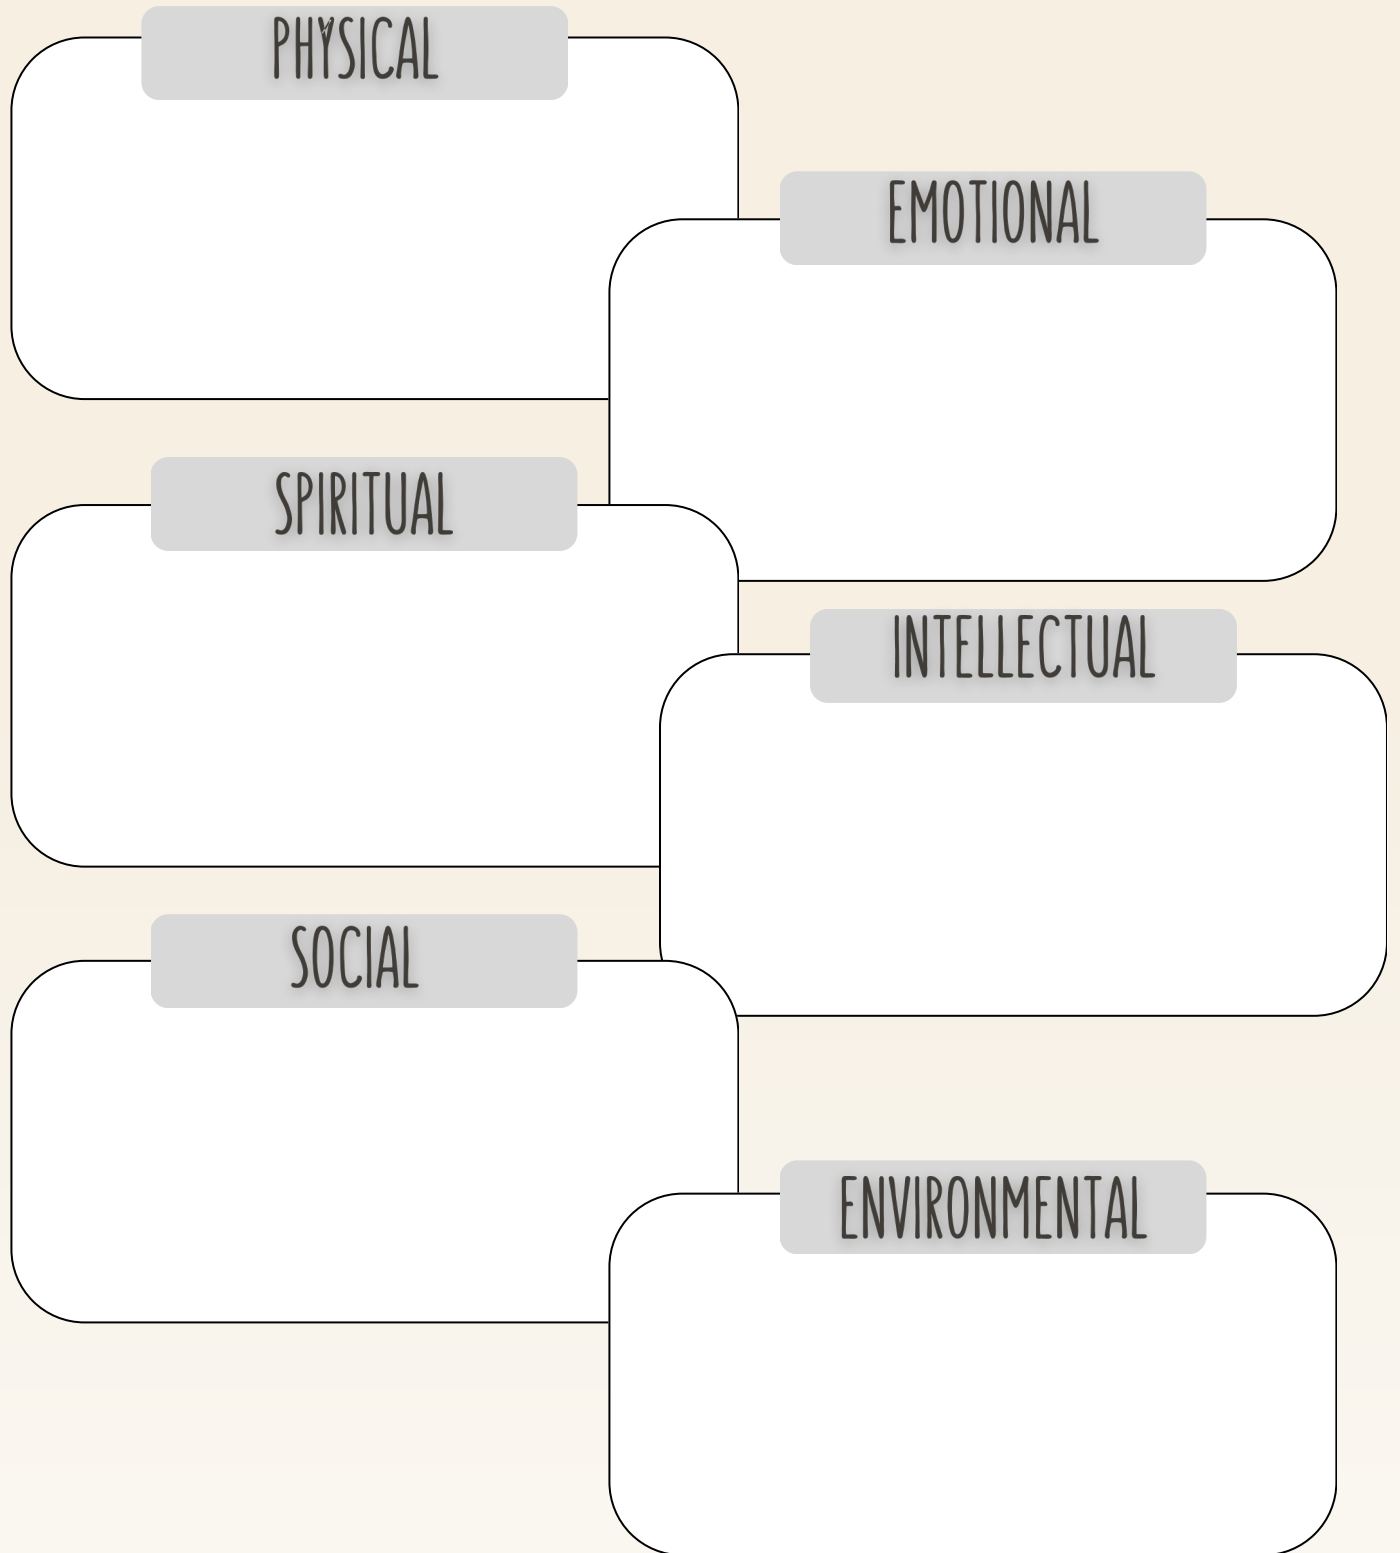 PHYSICAL
EMOTIONAL
SPIRITUAL
INTELLECTUAL
SOCIAL
ENVIRONMENTAL